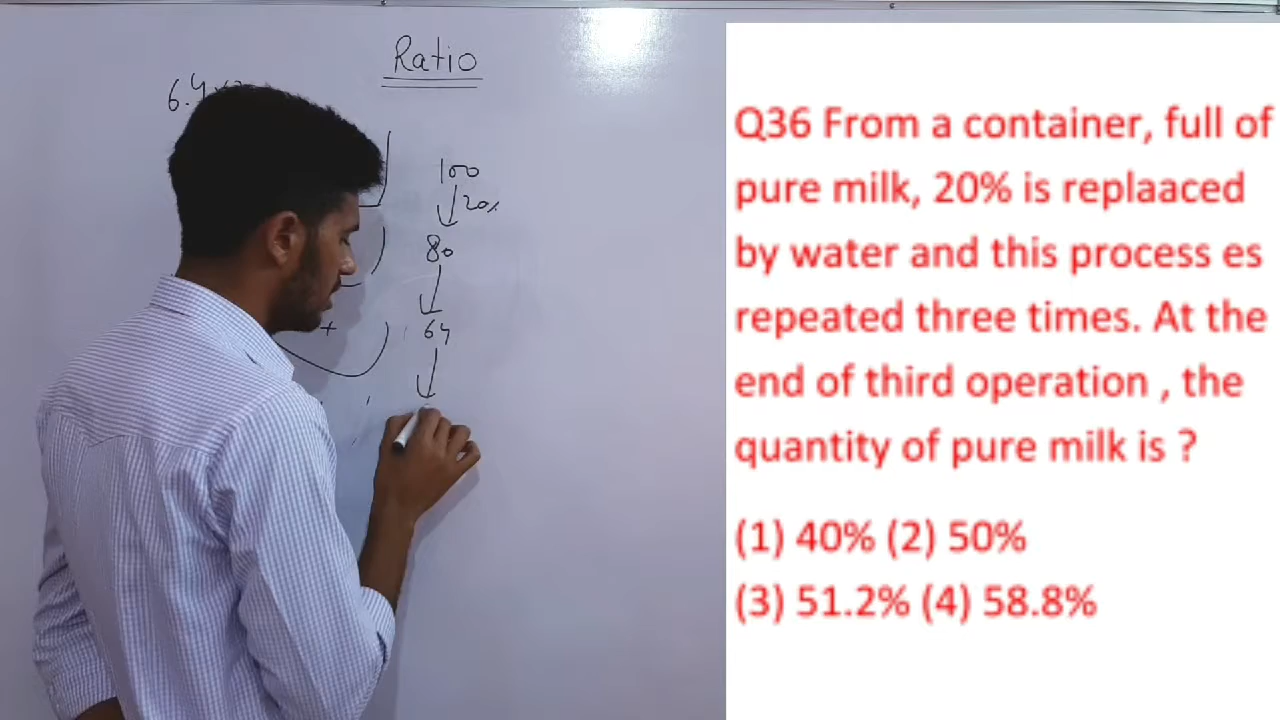 Ratio
100
20%
80
64
+
Q36 From a container, full of
pure milk, 20% is replaaced
by water and this process es
repeated three times. At the
end of third operation , the
quantity of pure milk is ?
(1) 40% (2) 50%
(3) 51.2% (4) 58.8%